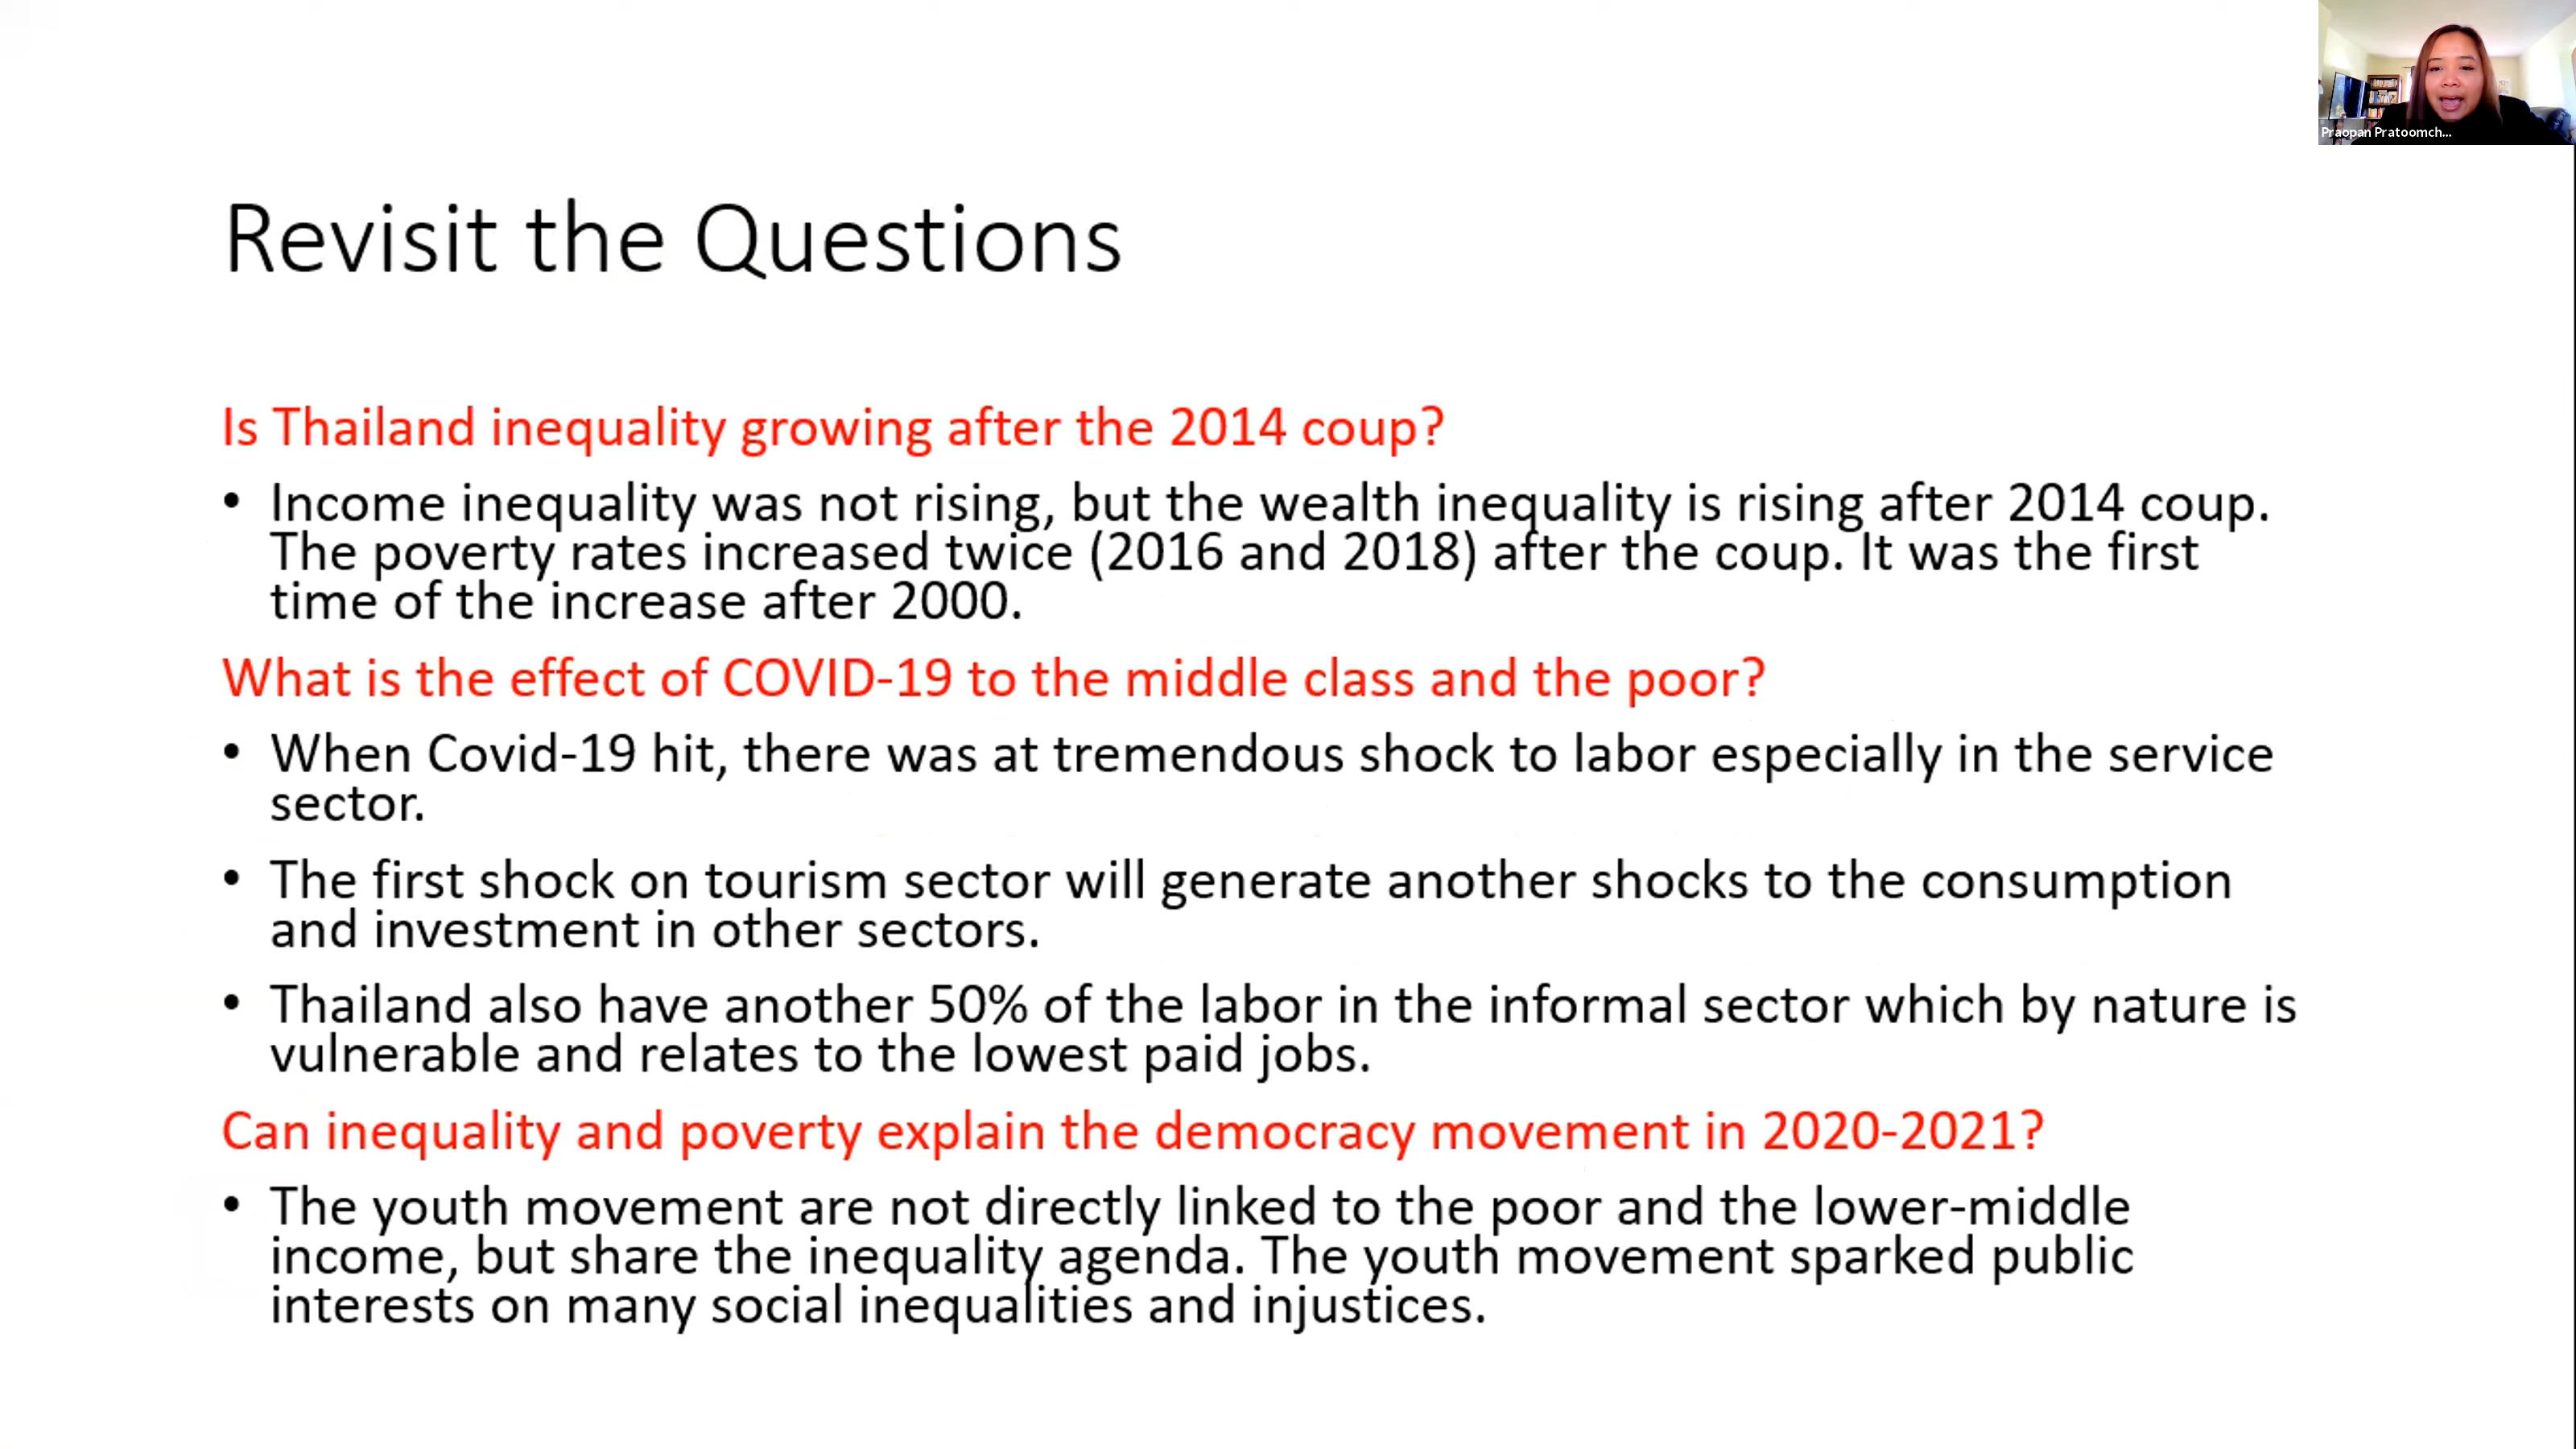 Praopan Pratoomch...
Revisit the Questions
Is Thailand inequality growing after the 2014 coup?
• Income inequality was not rising, but the wealth inequality is rising after 2014 coup.
The poverty rates increased twice (2016 and 2018) after the coup. It was the first
time of the increase after 2000.
What is the effect of COVID-19 to the middle class and the poor?
• When Covid-19 hit, there was at tremendous shock to labor especially in the service
sector.
• The first shock on tourism sector will generate another shocks to the consumption
and investment in other sectors.
• Thailand also have another 50% of the labor in the informal sector which by nature is
vulnerable and relates to the lowest paid jobs.
Can inequality and poverty explain the democracy movement in 2020-2021?
• The youth movement are not directly linked to the poor and the lower-middle
income, but share the inequality agenda. The youth movement sparked public
interests on many social inequalities and injustices.